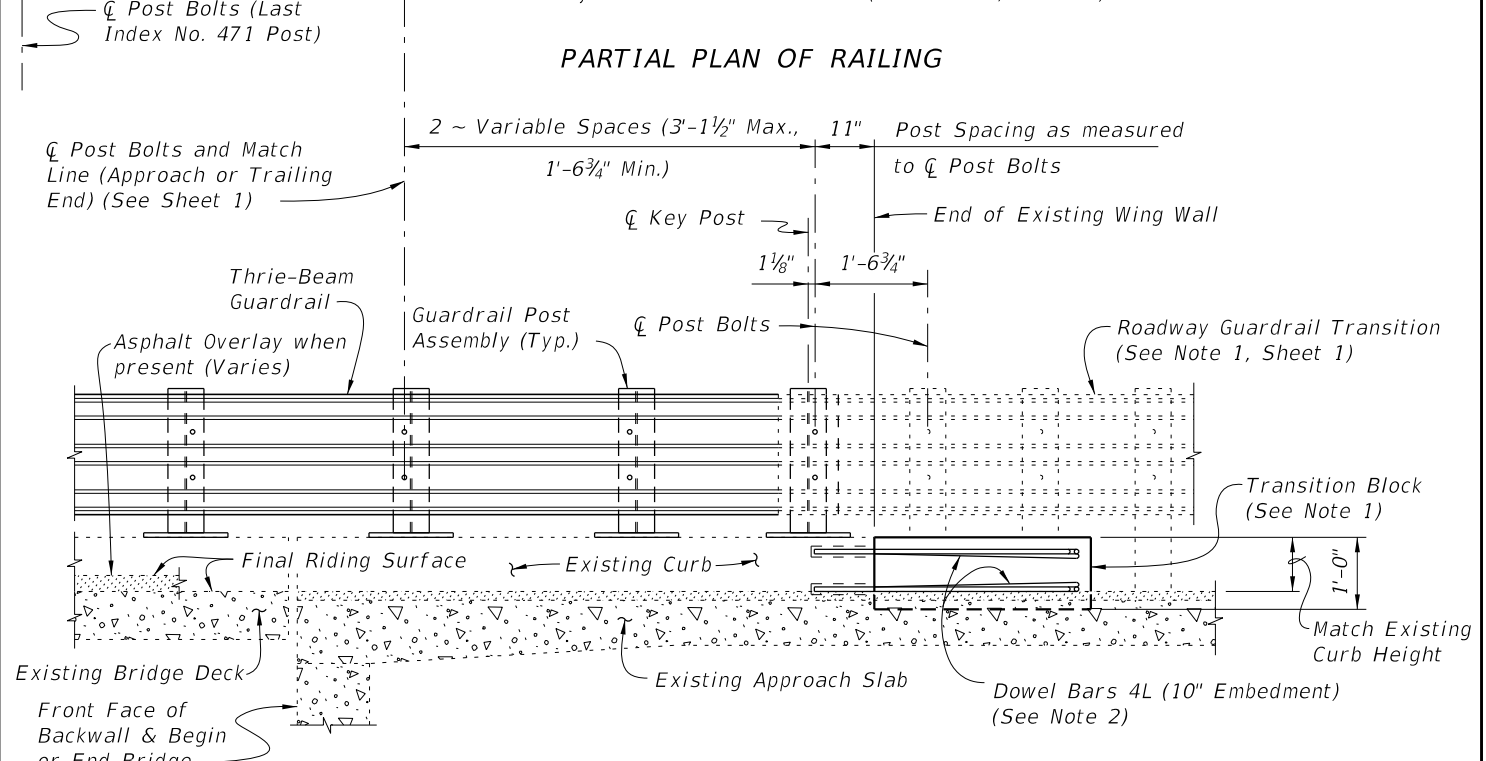 ℄ Post Bolts (Last
Index No. 471 Post)
PARTIAL PLAN OF RAILING
2 ~ Variable Spaces (3'-1½" Max.,
1'-6¾" Min.)
11"
Post Spacing as measured
to ℄ Post Bolts
℄ Post Bolts and Match
Line (Approach or Trailing
End) (See Sheet 1)
℄ Key Post
End of Existing Wing Wall
1⅛"
1'-6¾"
Thrie-Beam
Guardrail
Guardrail Post
Assembly (Typ.)
℄ Post Bolts
Roadway Guardrail Transition
(See Note 1, Sheet 1)
Asphalt Overlay when
present (Varies)
Transition Block
(See Note 1)
Final Riding Surface
Existing Curb
1'-0"
Match Existing
Curb Height
Existing Bridge Deck
Existing Approach Slab
Dowel Bars 4L (10" Embedment)
(See Note 2)
Front Face of
Backwall & Begin
or End Bridge